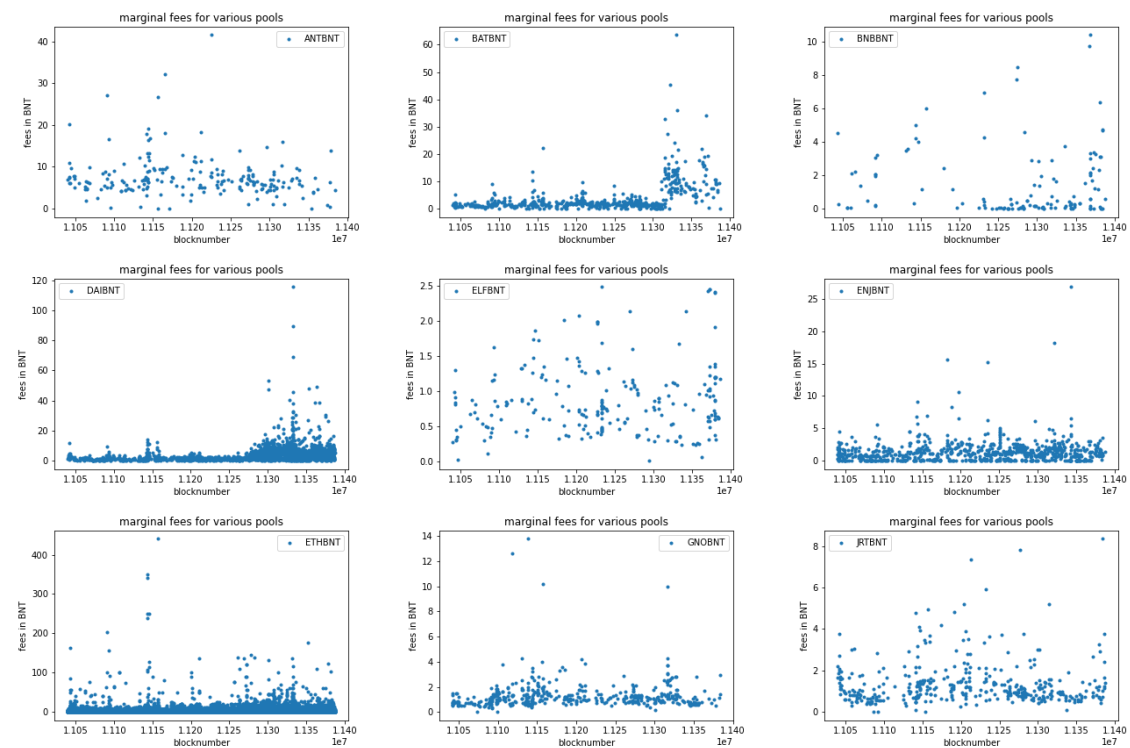 marginal fees for various pools
ANTBNT
fees in BNT
40
30
20
10
0
1.105 1.110 1.115 1.120 1.125 1.130 1.135 1.140
blocknumber
1e7
marginal fees for various pools
BATBNT
fees in BNT
60
50
40
30
20
10
0
1.105 1.110 1.115 1.120 1.125 1.130 1.135 1.140
blocknumber
1e7
marginal fees for various pools
BNBBNT
fees in BNT
10
8
6
4
2
0
1.105 1.110 1.115 1.120 1.125 1.130 1.135 1.140
blocknumber
1e7
marginal fees for various pools
DAIBNT
fees in BNT
120
100
80
60
40
20
0
1.105 1.110 1.115 1.120 1.125 1.130 1.135 1.140
blocknumber
1e7
marginal fees for various pools
ELFBNT
fees in BNT
2.5
2.0
1.5
1.0
0.5
0.0
1.105 1.110 1.115 1.120 1.125 1.130 1.135 1.140
blocknumber
1e7
marginal fees for various pools
ENJBNT
fees in BNT
25
20
15
10
5
0
1.105 1.110 1.115 1.120 1.125 1.130 1.135 1.140
blocknumber
1e7
marginal fees for various pools
ETHBNT
fees in BNT
400
300
200
100
0
1.105 1.110 1.115 1.120 1.125 1.130 1.135 1.140
blocknumber
1e7
marginal fees for various pools
GNOBNT
fees in BNT
14
12
10
8
6
4
2
0
1.105 1.110 1.115 1.120 1.125 1.130 1.135 1.140
blocknumber
1e7
marginal fees for various pools
JRTBNT
fees in BNT
8
6
4
2
0
1.105 1.110 1.115 1.120 1.125 1.130 1.135 1.140
blocknumber
1e7